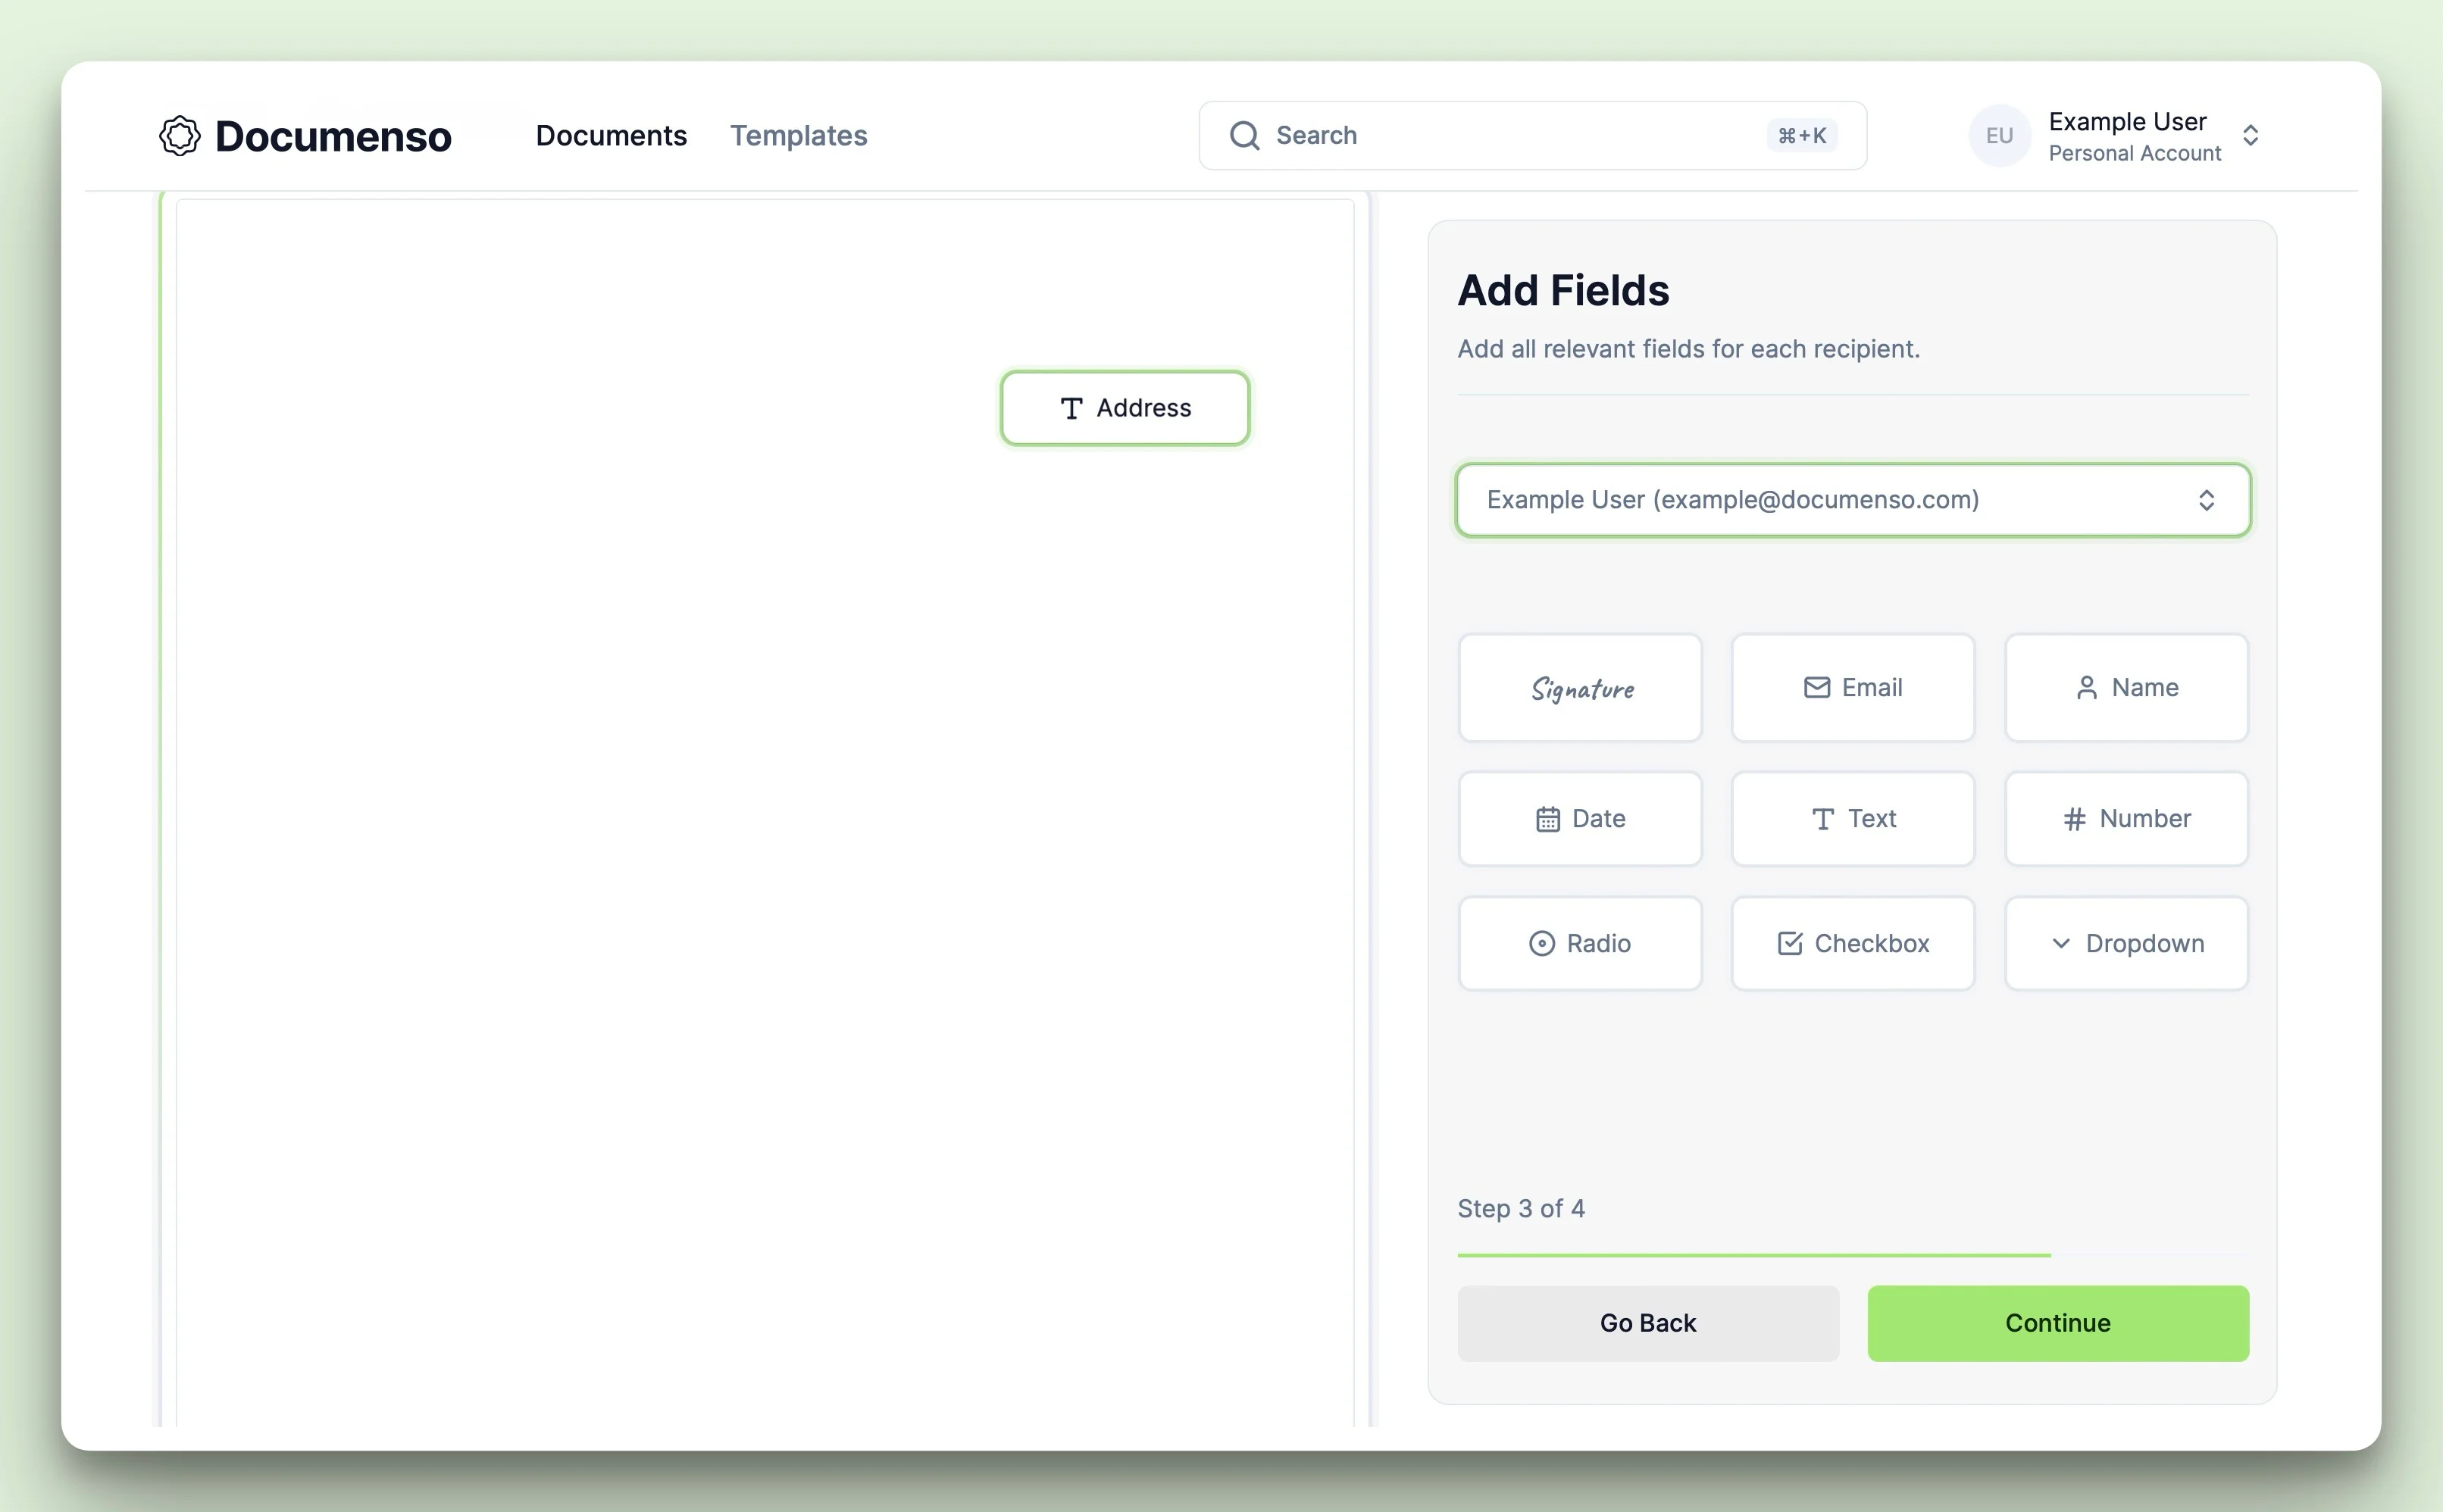 Documenso
Documents
Templates
Search
⌘+K
EU
Example User
Personal Account
Address
Add Fields
Add all relevant fields for each recipient.
Example User (example@documenso.com)
Signature
Email
Name
Date
Text
Number
Radio
Checkbox
Dropdown
Step 3 of 4
Go Back
Continue